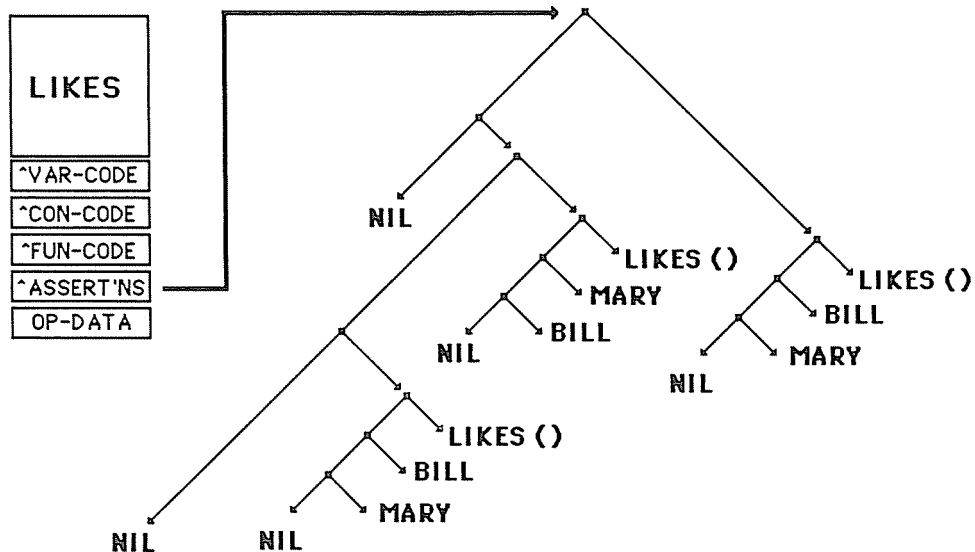 LIKES
^VAR-CODE
^CON-CODE
^FUN-CODE
^ASSERT'NS
OP-DATA
NIL
LIKES ()
MARY
BILL
NIL
LIKES ()
BILL
MARY
NIL
LIKES ()
BILL
MARY
NIL
NIL